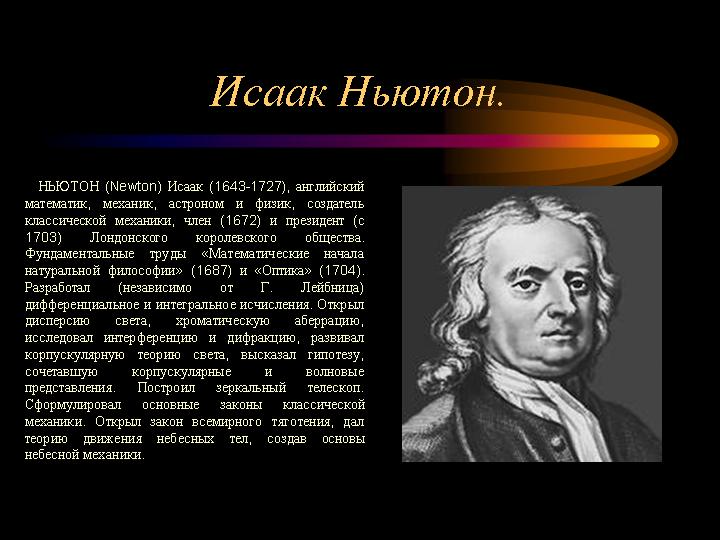 Исаак Ньютон.
НЬЮТОН (Newton) Исаак (1643-1727), английский
математик, механик, астроном и физик, создатель
классической механики, член (1672) и президент (с
1703) Лондонского королевского общества.
Фундаментальные труды «Математические начала
натуральной философии» (1687) и «Оптика» (1704).
Разработал (независимо от Г. Лейбница)
дифференциальное и интегральное исчисления. Открыл
дисперсию света, хроматическую аберрацию,
исследовал интерференцию и дифракцию, развивал
корпускулярную теорию света, высказал гипотезу,
сочетавшую корпускулярные и волновые
представления. Построил зеркальный телескоп.
Сформулировал основные законы классической
механики. Открыл закон всемирного тяготения, дал
теорию движения небесных тел, создав основы
небесной механики.